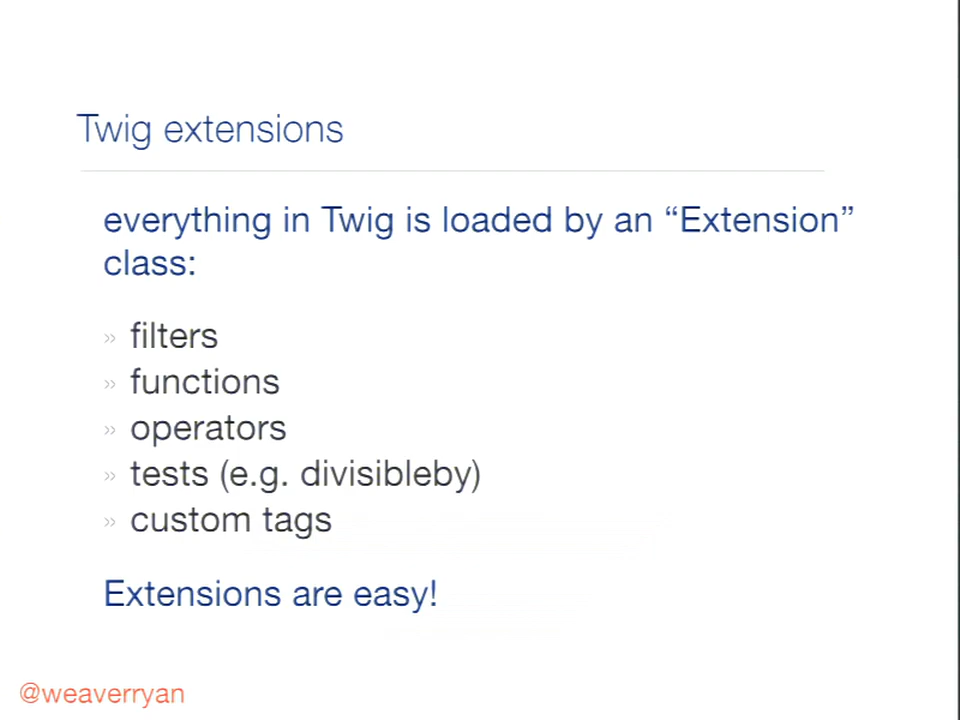 Twig extensions
everything in Twig is loaded by an “Extension”
class:
» filters
» functions
» operators
» tests (e.g. divisibleby)
» custom tags
Extensions are easy!
@weaverryan